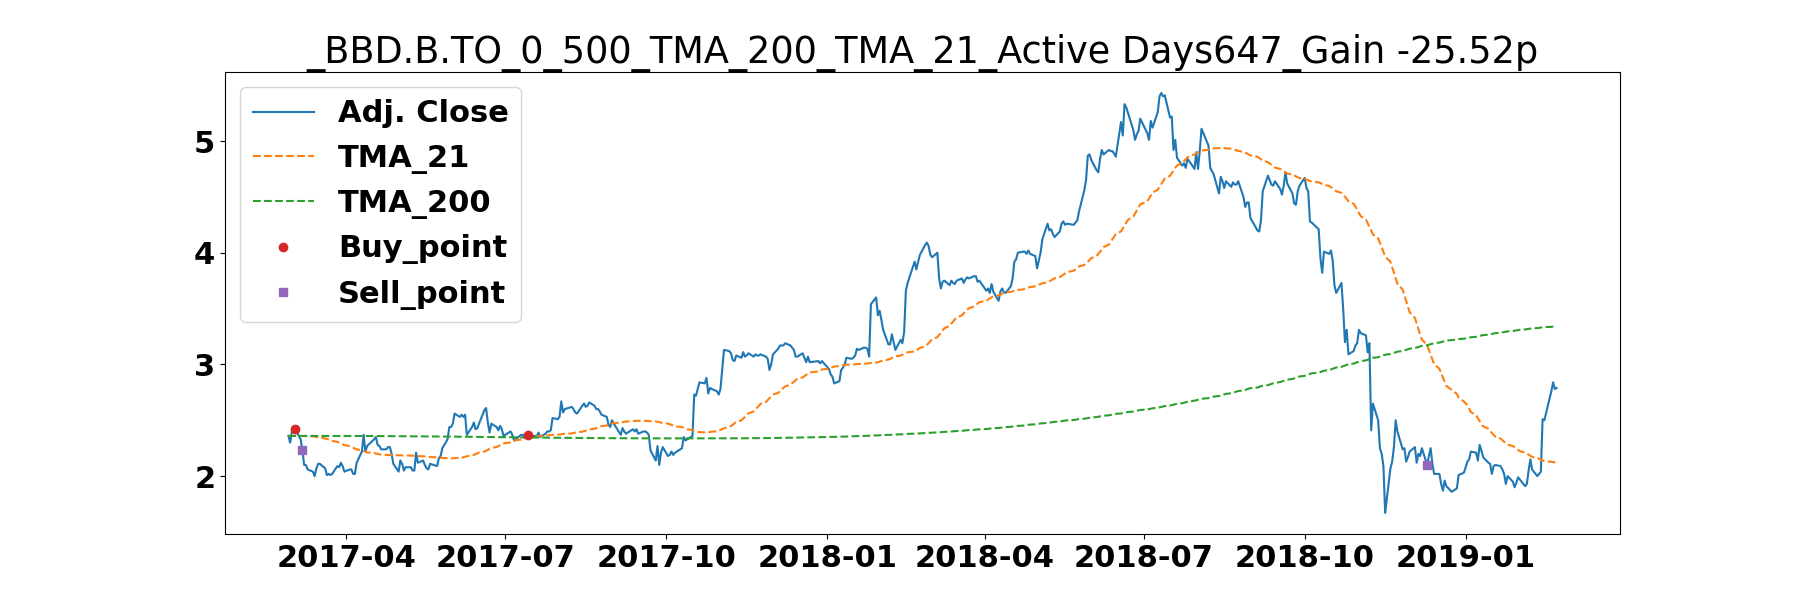 _BBD.B.TO_0_500_TMA_200_TMA_21_Active Days647_Gain -25.52p
Adj. Close
TMA_21
TMA_200
Buy_point
Sell_point
5
4
3
2
2017-04 2017-07 2017-10 2018-01 2018-04 2018-07 2018-10 2019-01